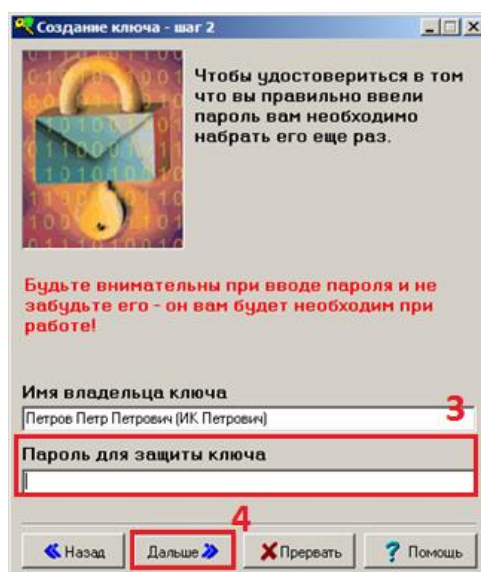 Создание ключа - шаг 2
Чтобы удостовериться в том
что вы правильно ввели
пароль вам необходимо
набрать его еще раз.
Будьте внимательны при вводе пароля и не
забудьте его - он вам будет необходим при
работе!
Имя владельца ключа
3
Петров Петр Петрович (ИК Петрович)
Пароль для защиты ключа
4
Назад
Дальше
Прервать
Помощь